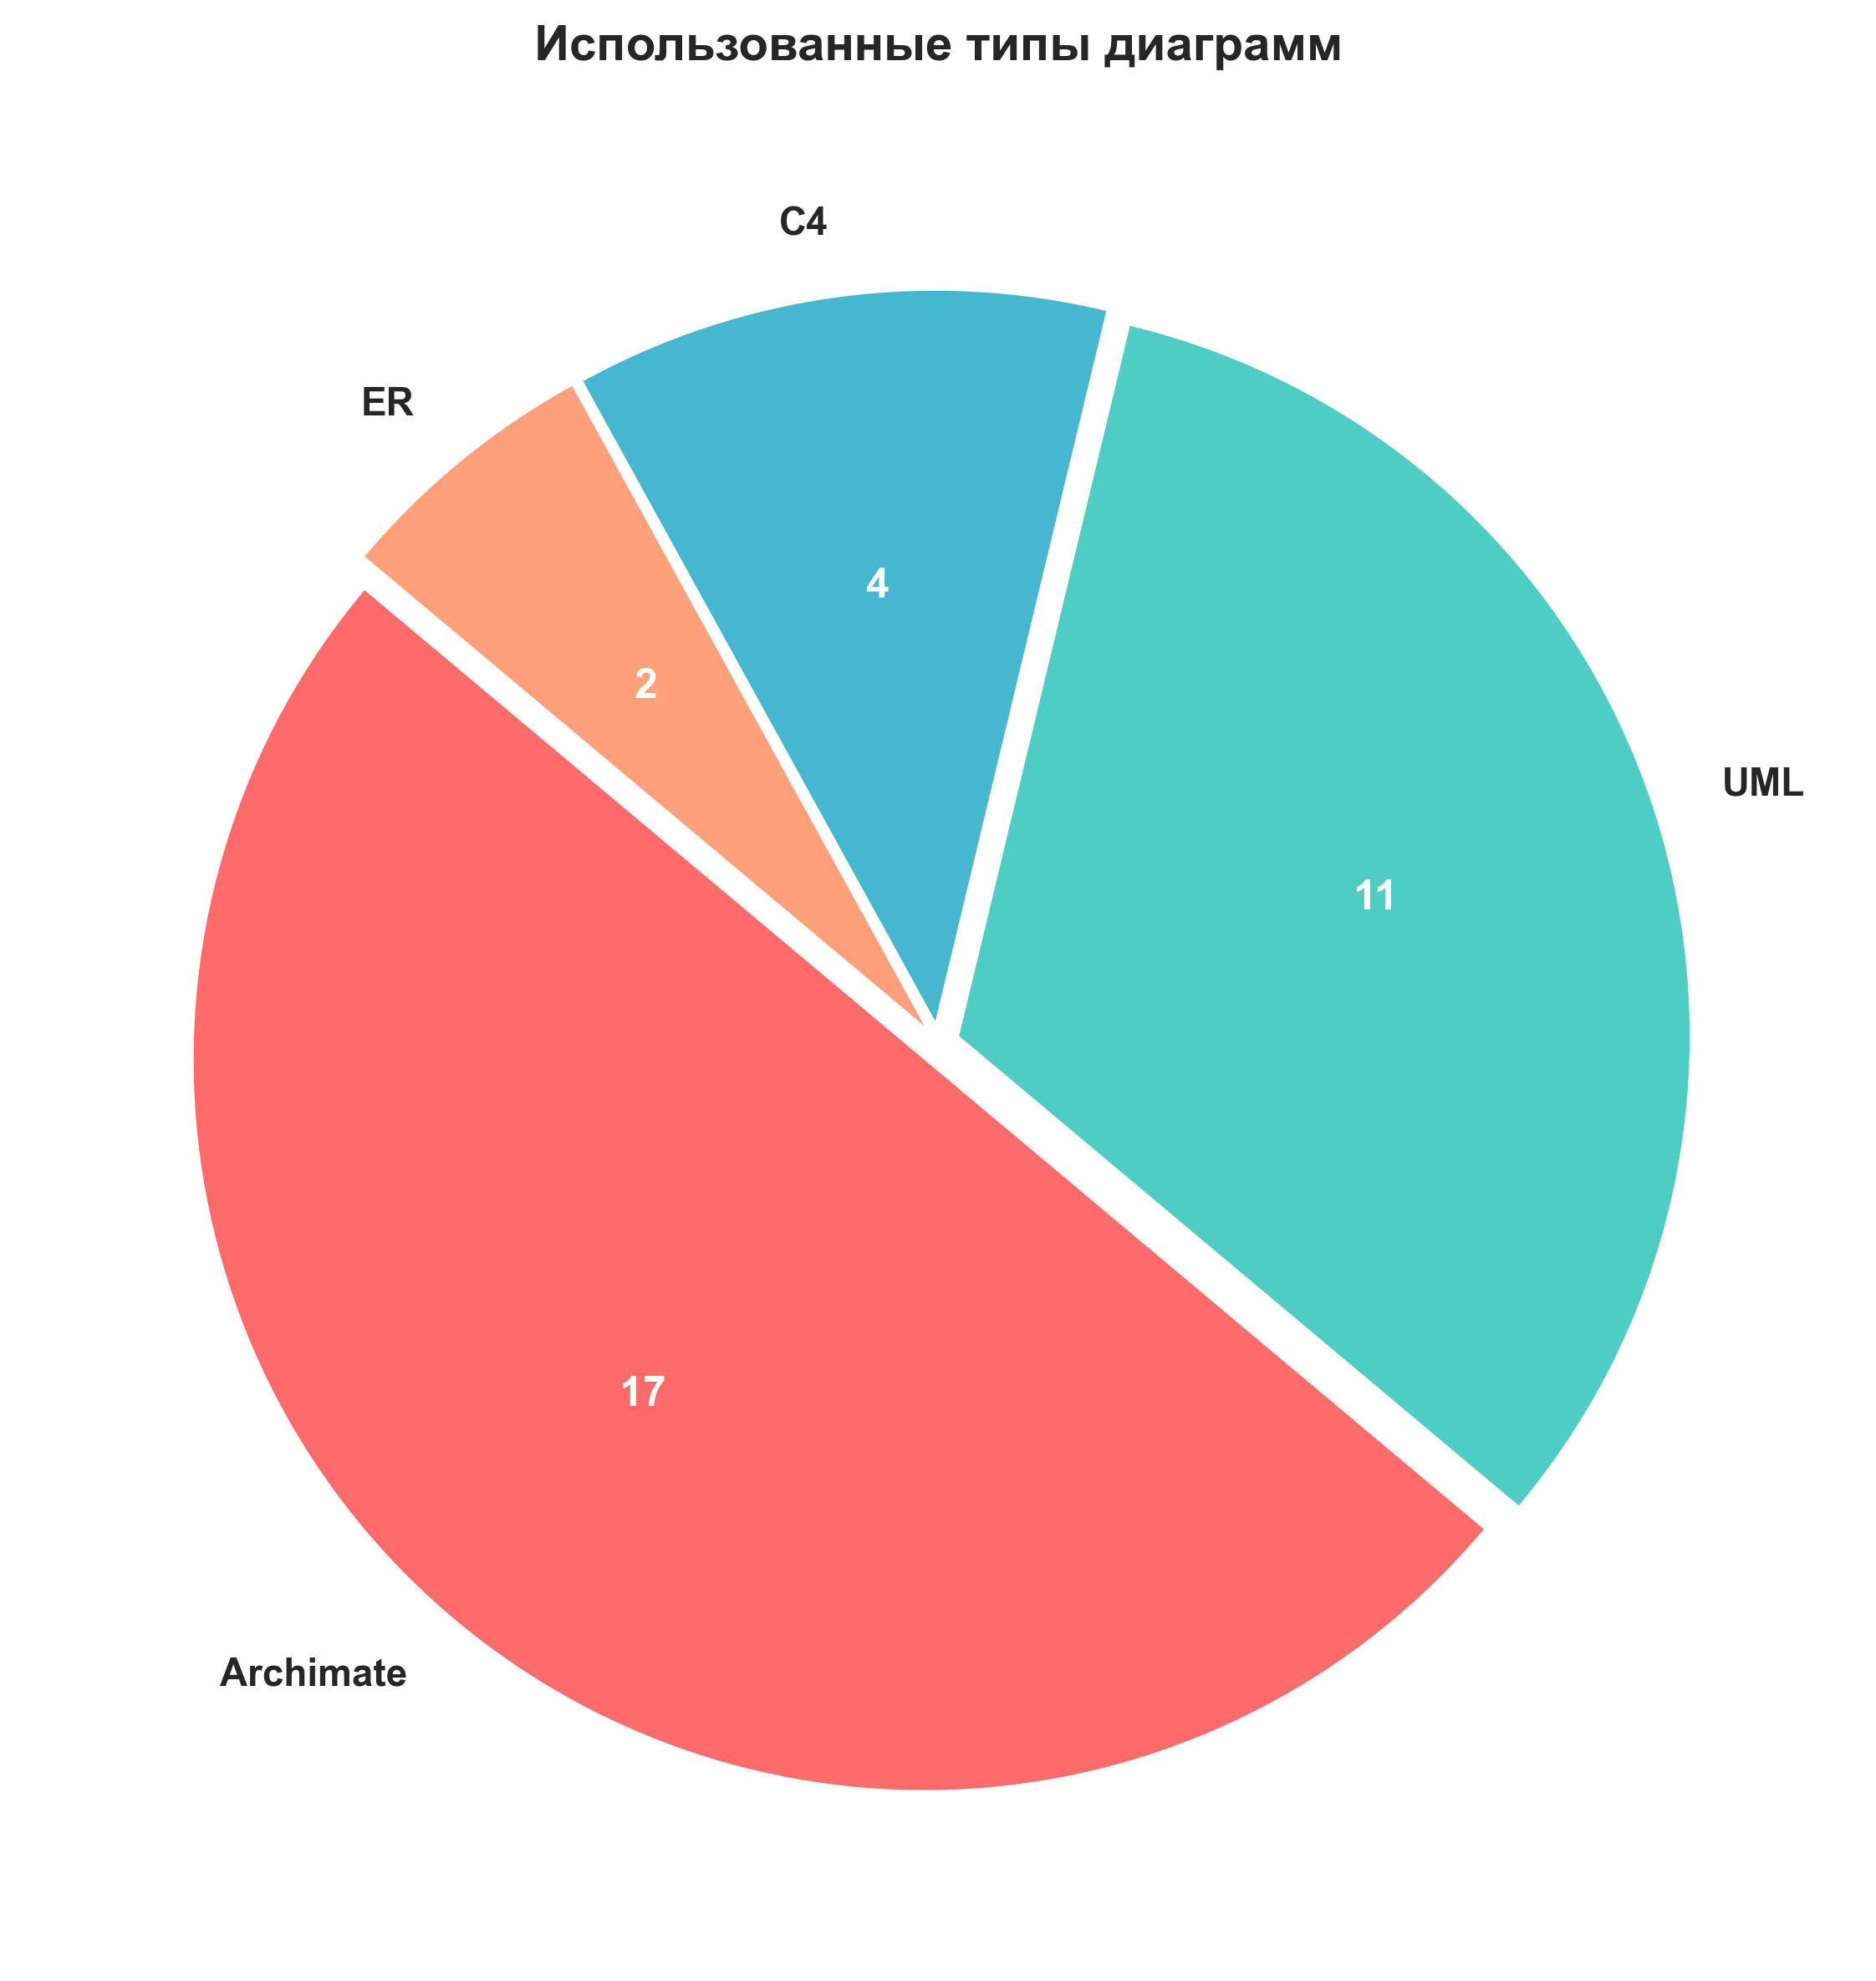 Использованные типы диаграмм
C4
ER
4
2
UML
11
17
Archimate